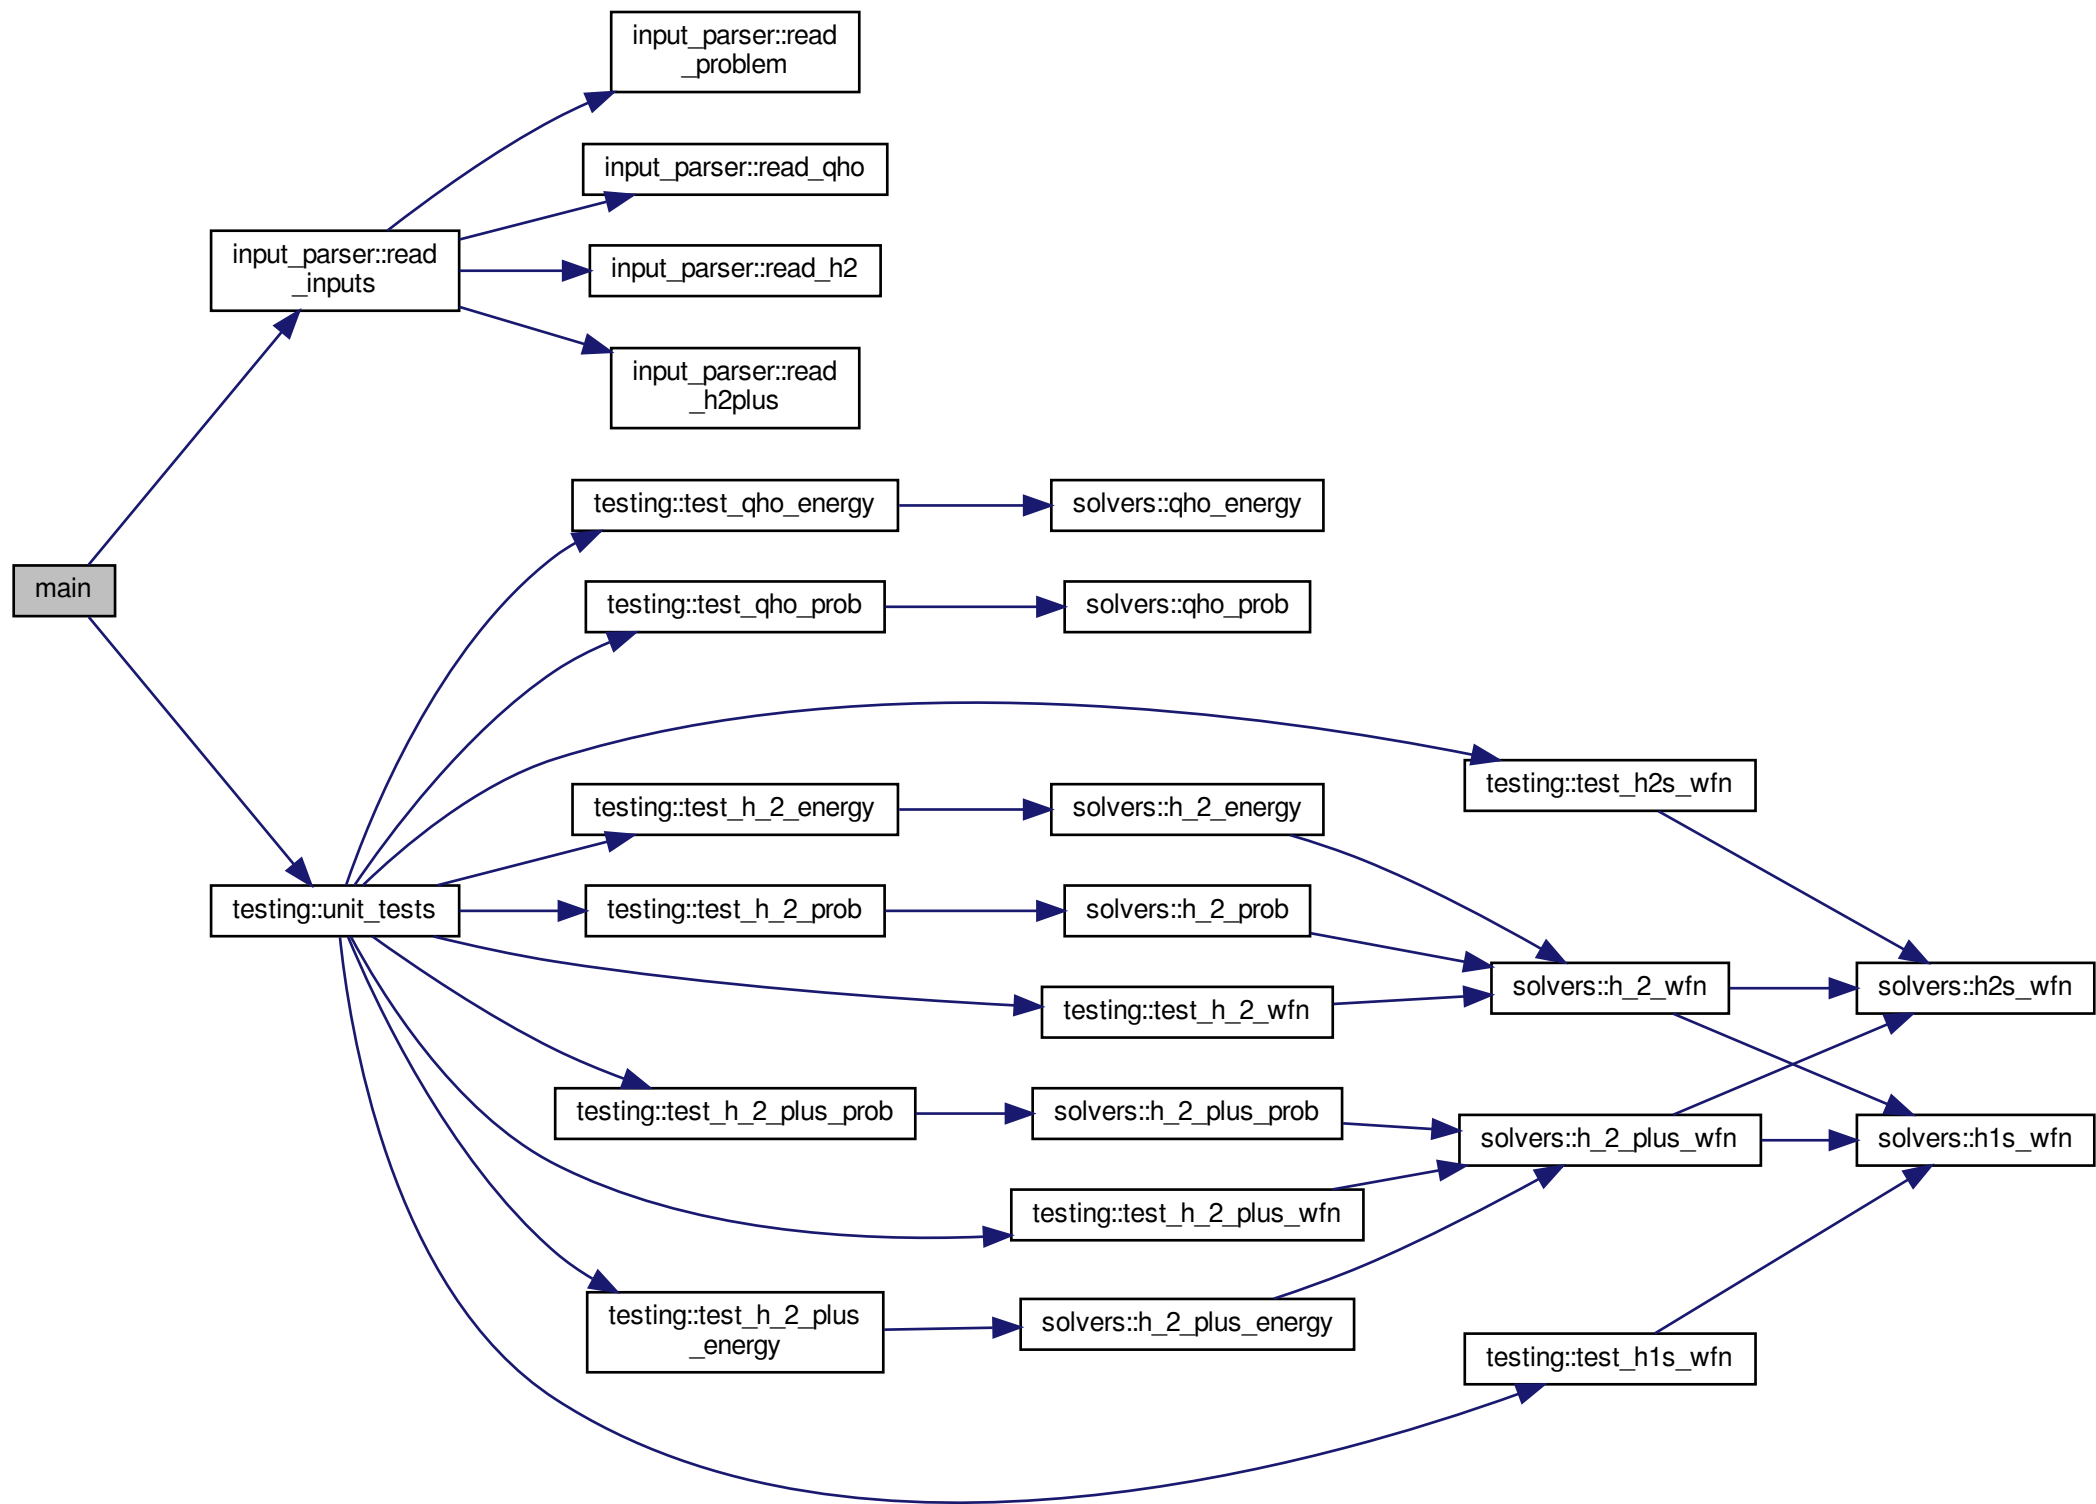 input_parser::read
_problem
input_parser::read_qho
input_parser::read
_inputs
input_parser::read_h2
input_parser::read
_h2plus
testing::test_qho_energy
solvers::qho_energy
main
testing::test_qho_prob
solvers::qho_prob
testing::test_h2s_wfn
testing::test_h_2_energy
solvers::h_2_energy
testing::unit_tests
testing::test_h_2_prob
solvers::h_2_prob
solvers::h_2_wfn
solvers::h2s_wfn
testing::test_h_2_wfn
testing::test_h_2_plus_prob
solvers::h_2_plus_prob
solvers::h_2_plus_wfn
solvers::h1s_wfn
testing::test_h_2_plus_wfn
testing::test_h_2_plus
_energy
solvers::h_2_plus_energy
testing::test_h1s_wfn